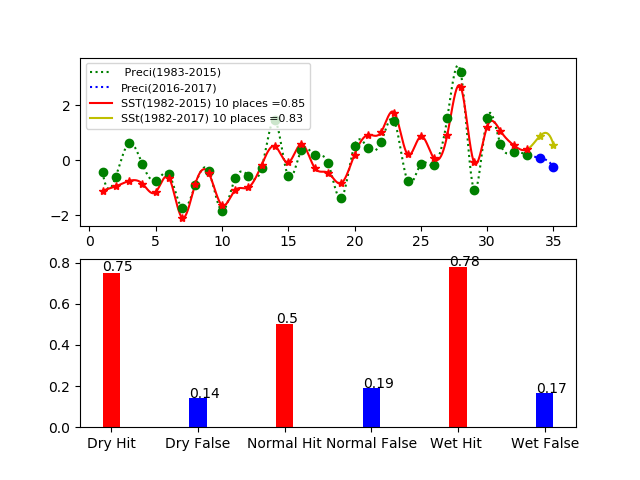 Preci(1983-2015)
Preci(2016-2017)
SST(1982-2015) 10 places =0.85
SSt(1982-2017) 10 places =0.83
2
0
−2
0 5 10 15 20 25 30 35
0.8
0.6
0.4
0.2
0.0
0.75
0.14
0.5
0.19
0.78
0.17
Dry Hit Dry False Normal Hit Normal False Wet Hit Wet False